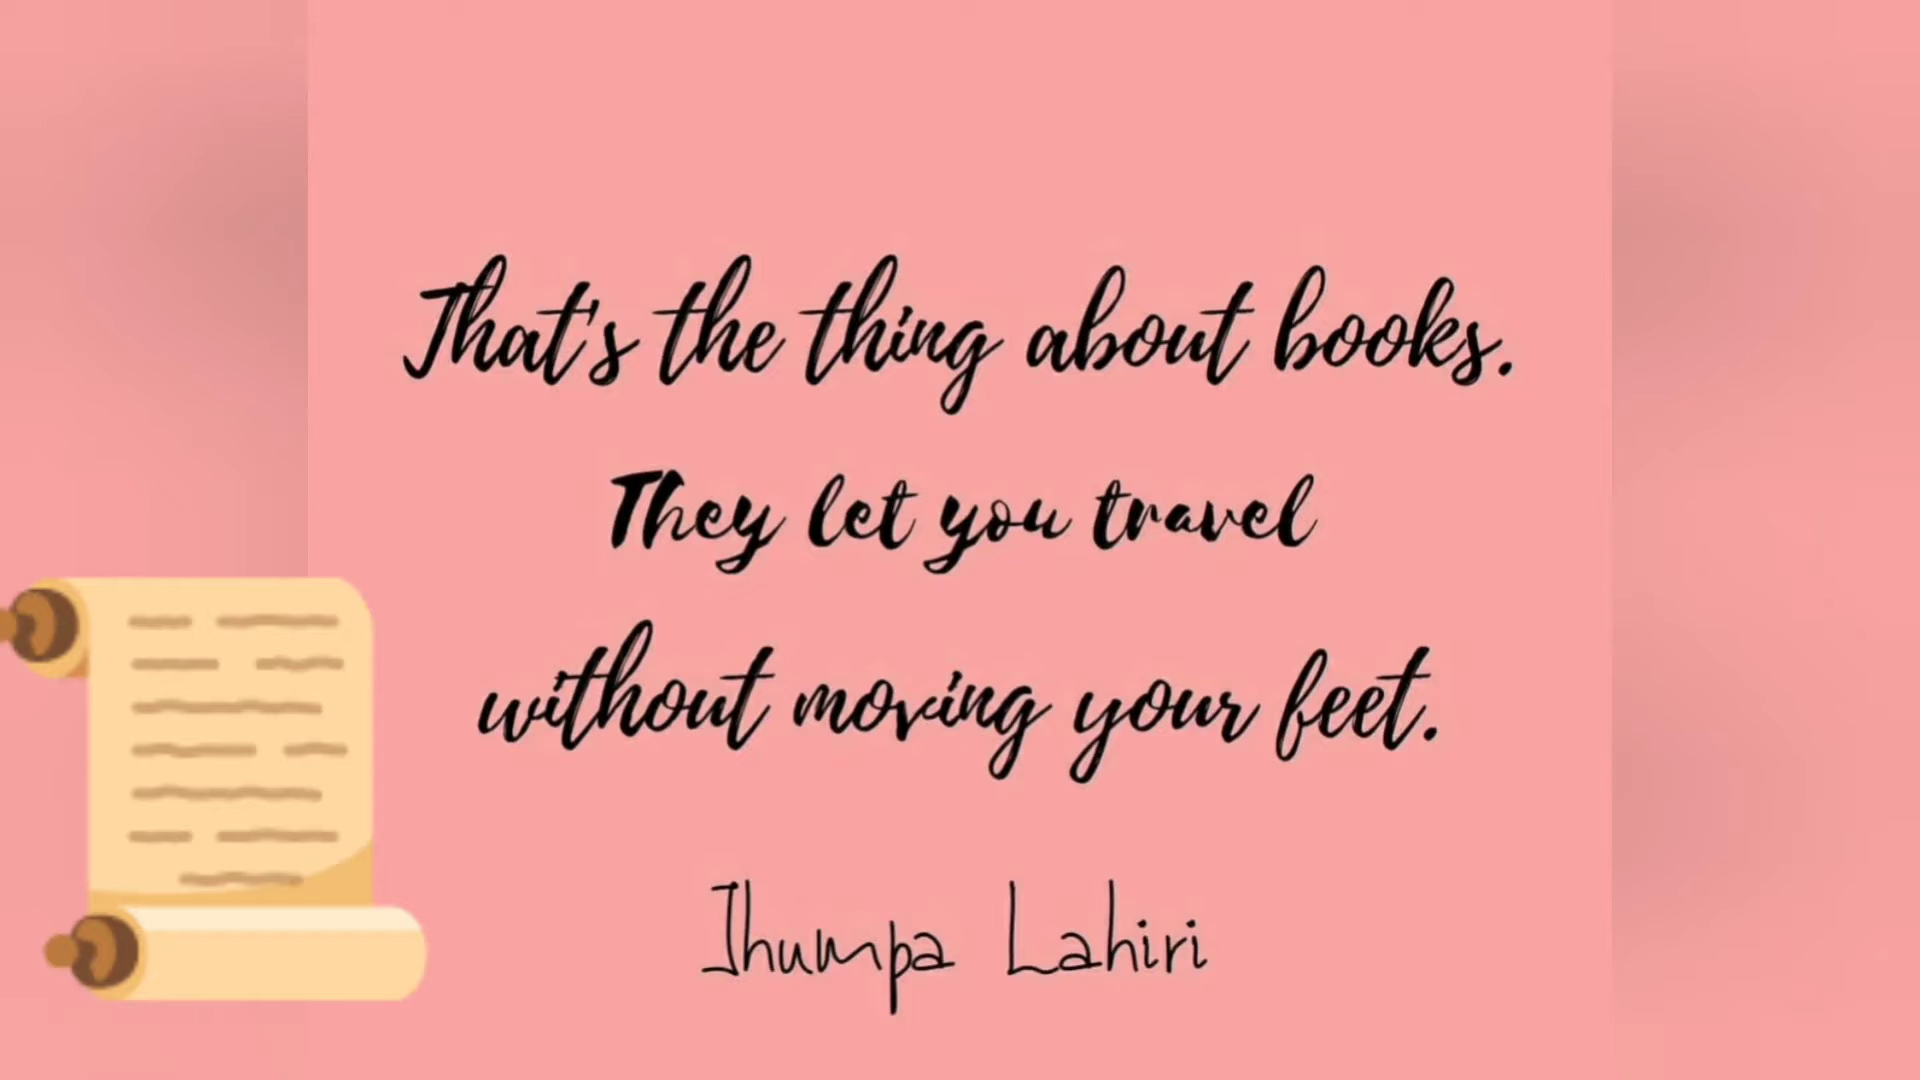 That's the thing about books.
They let you travel
without moving your feet.
Jhumpa Lahiri